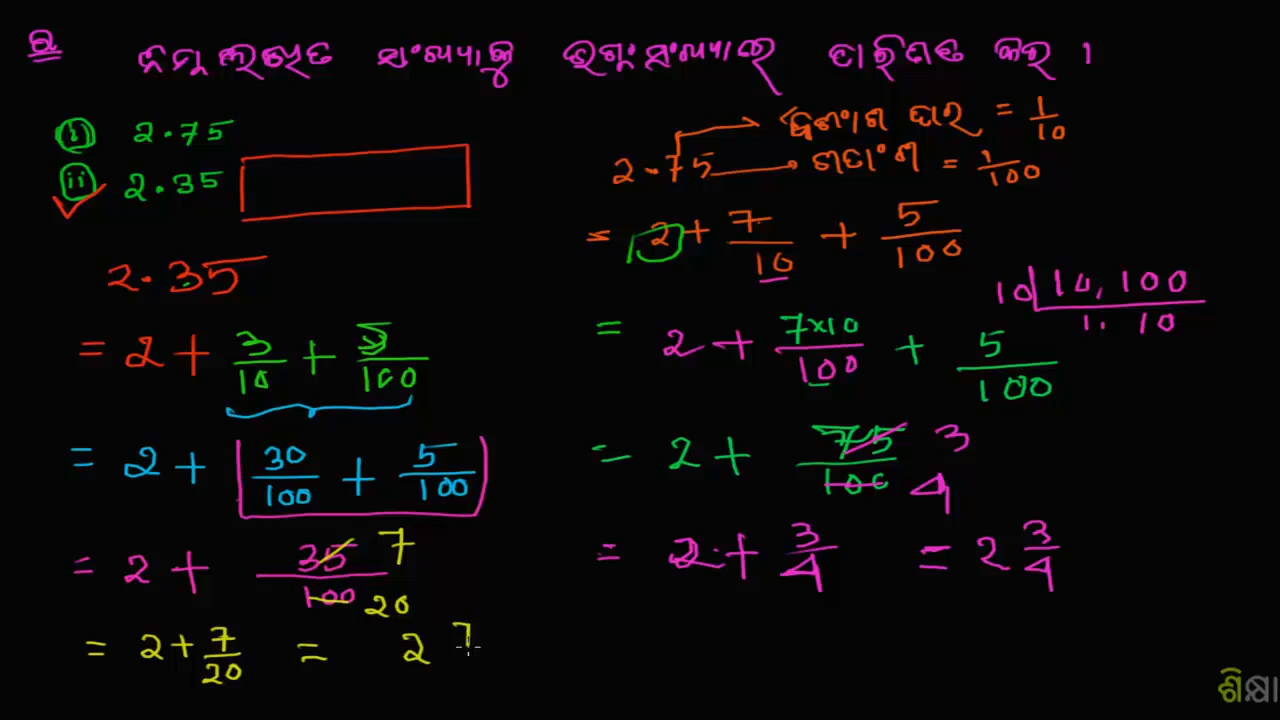 ର ନିମ୍ନଲିଖିତ ସଂଖ୍ୟାକୁ ଭଗ୍ନସଂଖ୍ୟାରେ ପରିଣତ କର ।
(i) 2.75
(ii) 2.35
2.35
= 2 + 3/10 + 5/100
= 2 + 30/100 + 5/100
= 2 + 35/100 7 20
= 2 + 7/20 = 2 7
2.75
ଦଶାଂଶ = 1/10
ଶତାଂଶ = 1/100
= 2 + 7/10 + 5/100
10 10, 100
1, 10
= 2 + 7×10/100 + 5/100
= 2 + 75/100 3 4
= 2 + 3/4 = 2 3/4
ଶିକ୍ଷା